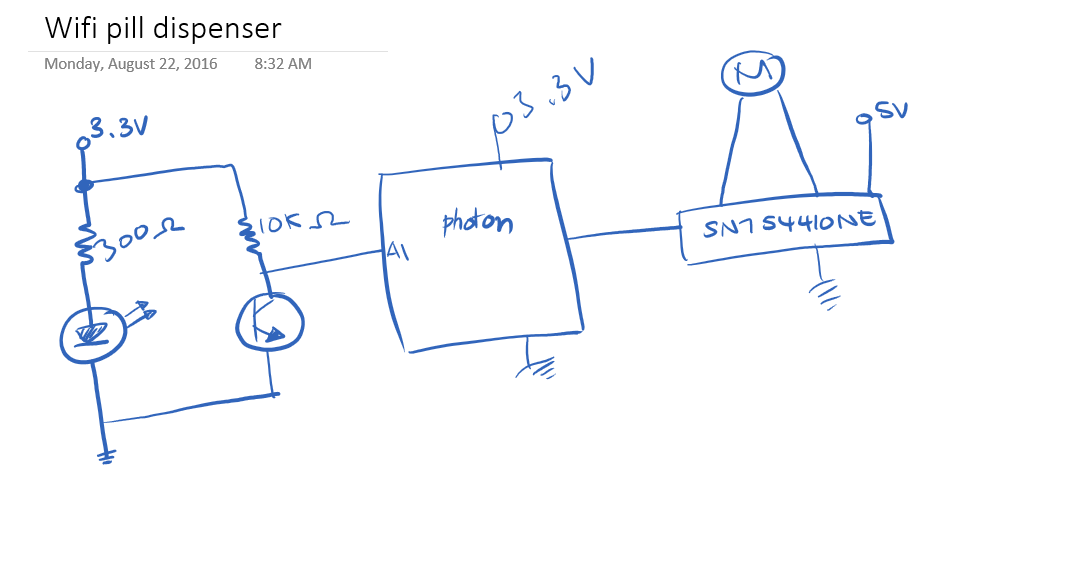 Wifi pill dispenser
Monday, August 22, 2016 8:32 AM
3.3V
3.3V
M
5V
300Ω
10KΩ
A1
photon
SN75441ONE